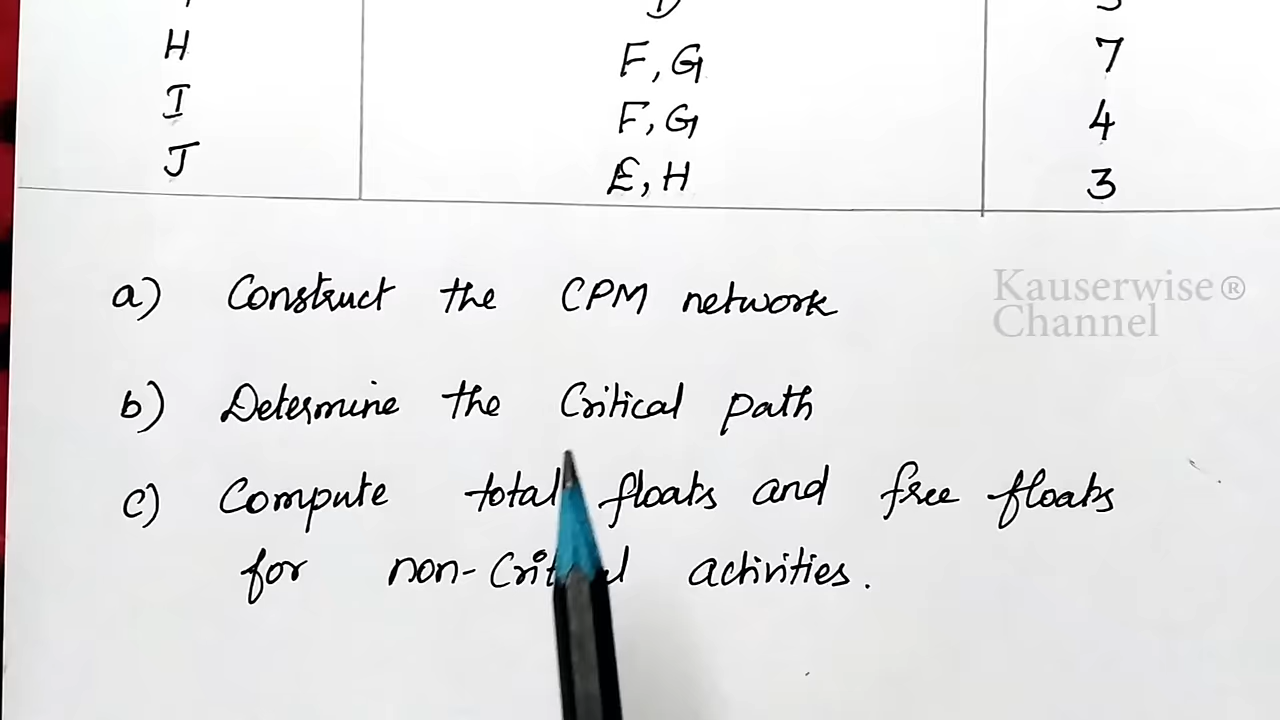 H F, G 7
I F, G 4
J E, H 3
a) Construct the CPM network
Kauserwise®
Channel
b) Determine the Critical path
c) Compute total floats and free floats
for non-Critical activities.